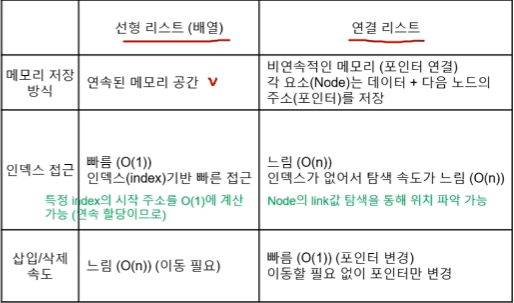 선형 리스트 (배열)
연결 리스트
메모리 저장
방식
연속된 메모리 공간
비연속적인 메모리 (포인터 연결)
각 요소(Node)는 데이터 + 다음 노드의
주소(포인터)를 저장
인덱스 접근
빠름 (O(1))
인덱스(index)기반 빠른 접근
특정 index의 시작 주소를 O(1)에 계산
가능 (연속 할당이므로)
느림 (O(n))
인덱스가 없어서 탐색 속도가 느림 (O(n))
Node의 link값 탐색을 통해 위치 파악 가능
삽입/삭제
속도
느림 (O(n)) (이동 필요)
빠름 (O(1)) (포인터 변경)
이동할 필요 없이 포인터만 변경